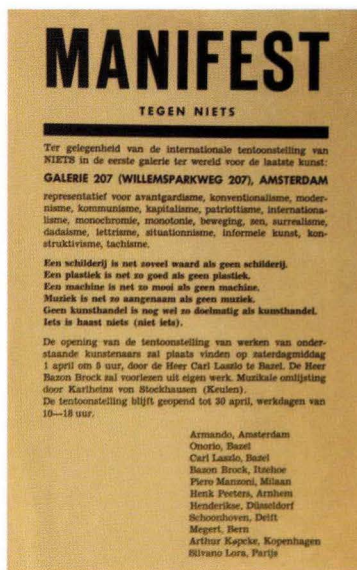 MANIFEST
TEGEN NIETS
Ter gelegenheid van de internationale tentoonstelling van
NIETS in de eerste galerie ter wereld voor de laatste kunst:
GALERIE 207 (WILLEMSPARKWEG 207), AMSTERDAM
representatief voor avantgardisme, konventionalisme, moder-
nisme, kommunisme, kapitalisme, patriottisme, internationa-
lisme, monochromie, monotonie, beweging, zen, surrealisme,
dadaisme, lettrisme, situationnisme, informele kunst, kon-
struktivisme, tachisme.
Een schilderij is net zoveel waard als geen schilderij.
Een plastiek is net zo goed als geen plastiek.
Een machine is net zo mooi als geen machine.
Muziek is net zo aangenaam als geen muziek.
Geen kunsthandel is nog wel zo doelmatig als kunsthandel.
Iets is haast niets (niet iets).
De opening van de tentoonstelling van werken van onder-
staande kunstenaars zal plaats vinden op zaterdagmiddag
1 april om 5 uur, door de Heer Carl Laszlo te Bazel. De Heer
Bazon Brock zal voorlezen uit eigen werk. Muzikale omlijsting
door Karlheinz von Stockhausen (Keulen).
De tentoonstelling blijft geopend tot 30 april, werkdagen van
10—18 uur.
Armando, Amsterdam
Onorio, Bazel
Carl Laszlo, Bazel
Bazon Brock, Itzehoe
Piero Manzoni, Milaan
Henk Peeters, Arnhem
Henderikse, Düsseldorf
Schoonhoven, Delft
Megert, Bern
Arthur Køpcke, Kopenhagen
Silvano Lora, Parijs